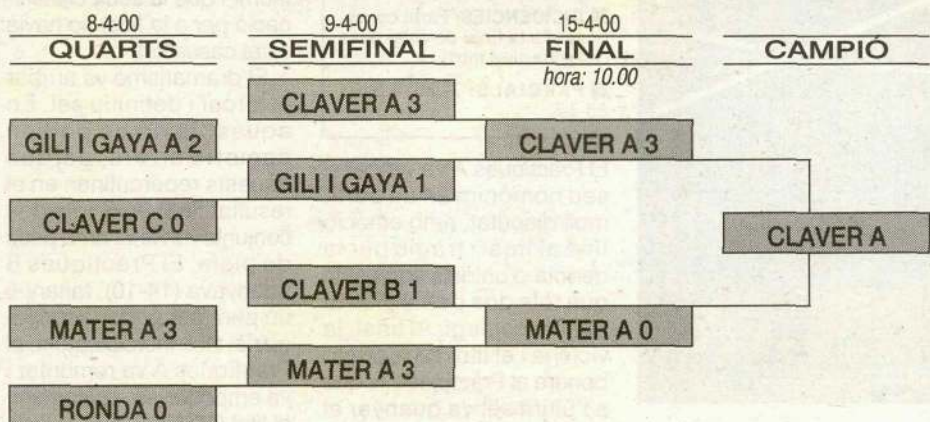 8-4-00 9-4-00 15-4-00
QUARTS SEMIFINAL FINAL CAMPIÓ
hora: 10.00
CLAVER A 3
GILI I GAYA A 2 CLAVER A 3
GILI I GAYA 1
CLAVER C 0 CLAVER A
CLAVER B 1
MATER A 3 MATER A 0
MATER A 3
RONDA 0